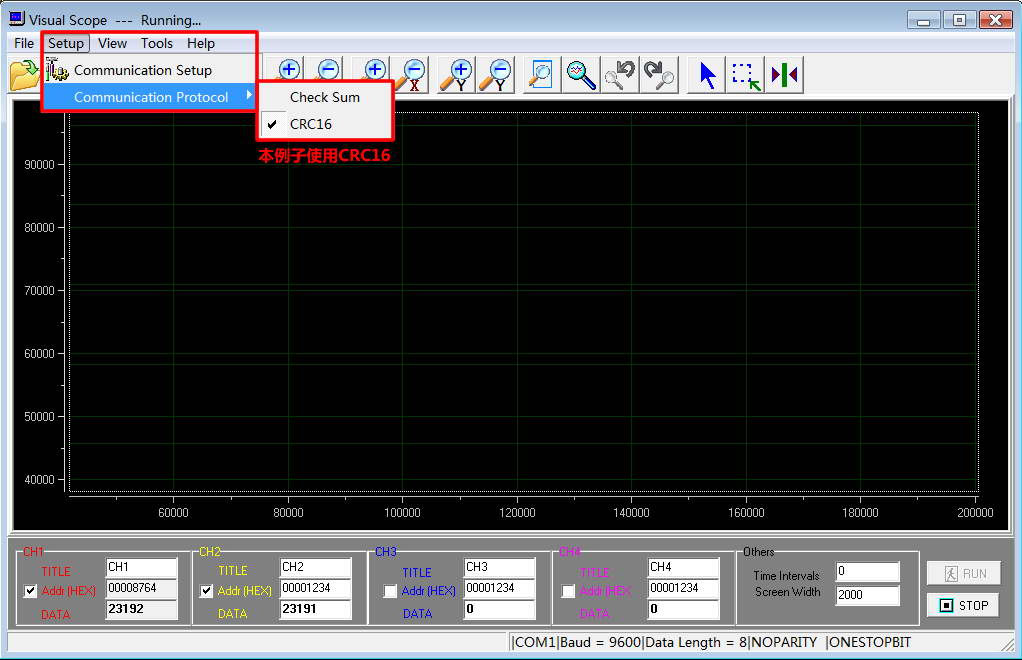 Visual Scope --- Running...
File Setup View Tools Help
Communication Setup
Communication Protocol
Check Sum
CRC16
本例子使用CRC16
X
Y
Y
90000
80000
70000
60000
50000
40000
60000 80000 100000 120000 140000 160000 180000 200000
CH1
TITLE CH1
Addr (HEX) 00008764
DATA 23192
CH2
TITLE CH2
Addr (HEX) 00001234
DATA 23191
CH3
TITLE CH3
Addr (HEX) 00001234
DATA 0
CH4
TITLE CH4
Addr (HEX 00001234
DATA 0
Others
Time Intervals 0
Screen Width 2000
RUN
STOP
|COM1|Baud = 9600|Data Length = 8|NOPARITY |ONESTOPBIT